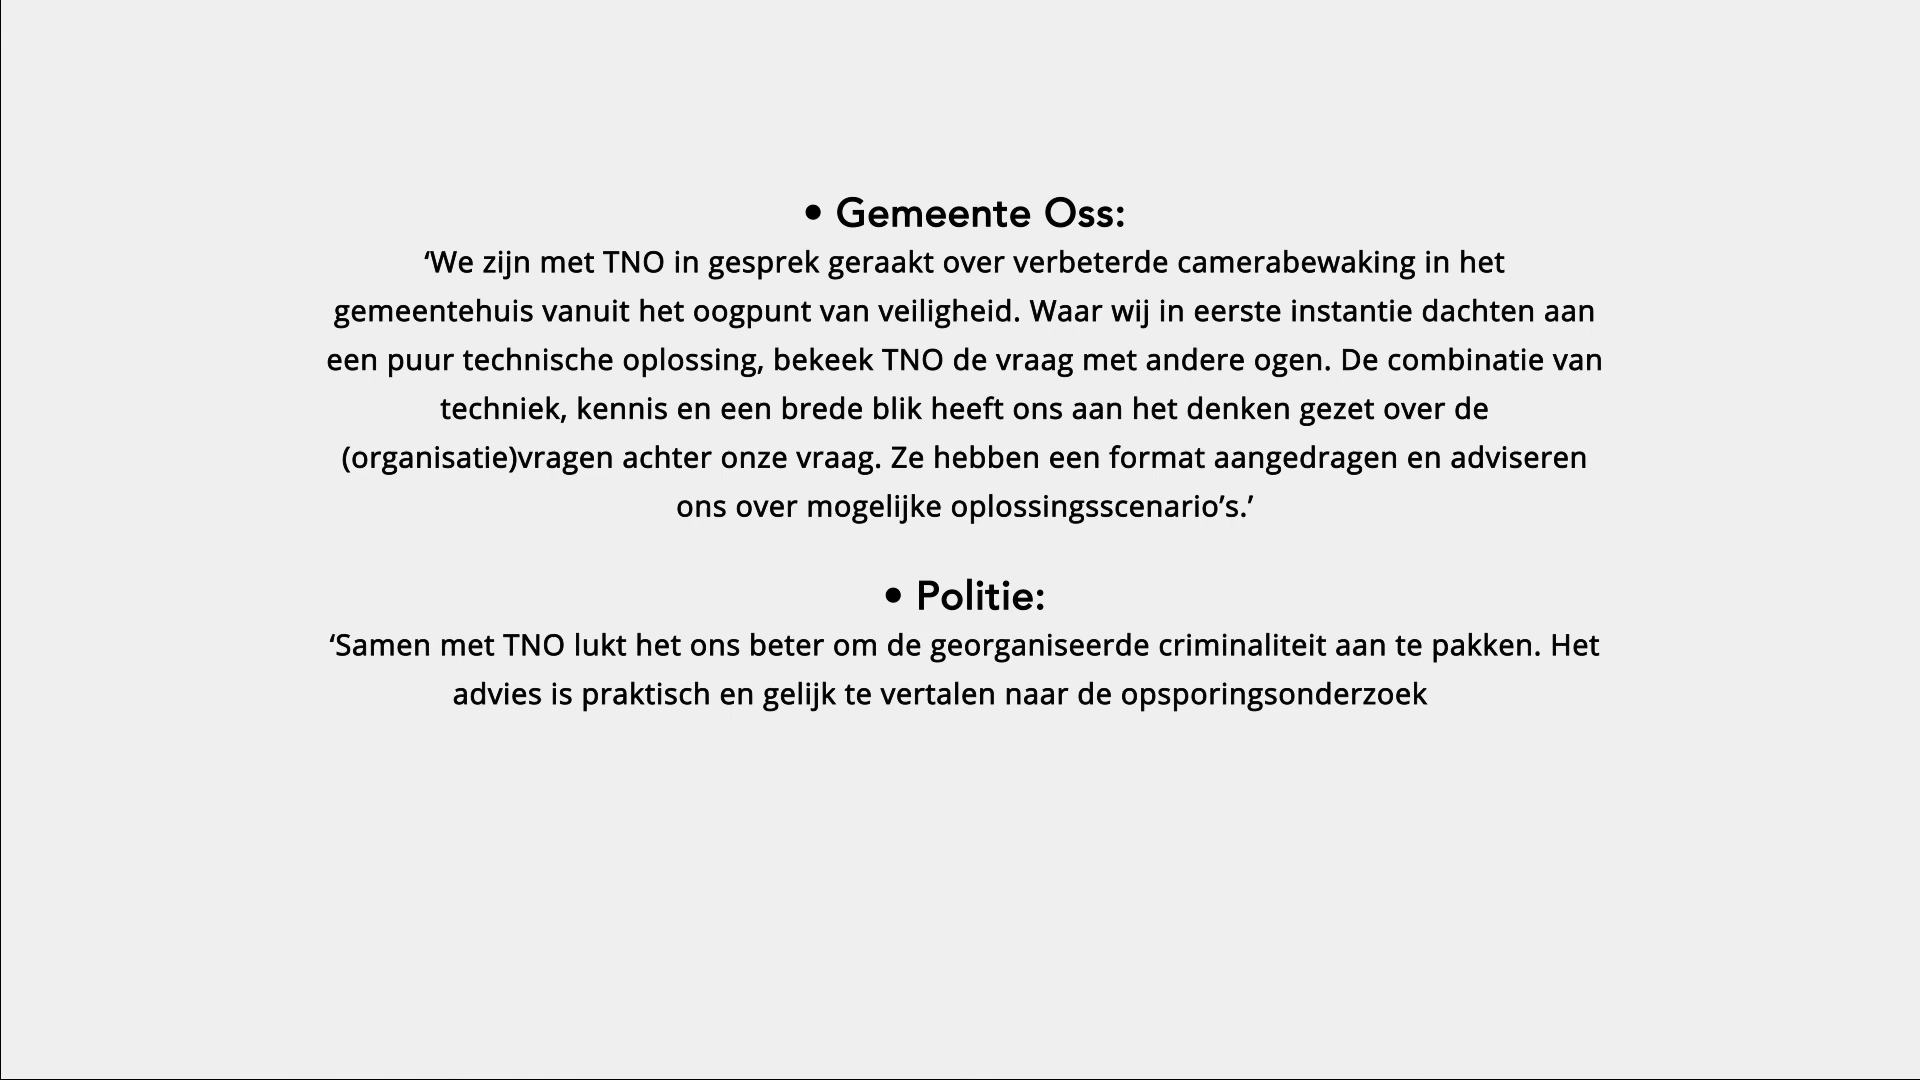 • Gemeente Oss:
‘We zijn met TNO in gesprek geraakt over verbeterde camerabewaking in het
gemeentehuis vanuit het oogpunt van veiligheid. Waar wij in eerste instantie dachten aan
een puur technische oplossing, bekeek TNO de vraag met andere ogen. De combinatie van
techniek, kennis en een brede blik heeft ons aan het denken gezet over de
(organisatie)vragen achter onze vraag. Ze hebben een format aangedragen en adviseren
ons over mogelijke oplossingsscenario’s.’
• Politie:
‘Samen met TNO lukt het ons beter om de georganiseerde criminaliteit aan te pakken. Het
advies is praktisch en gelijk te vertalen naar de opsporingsonderzoek